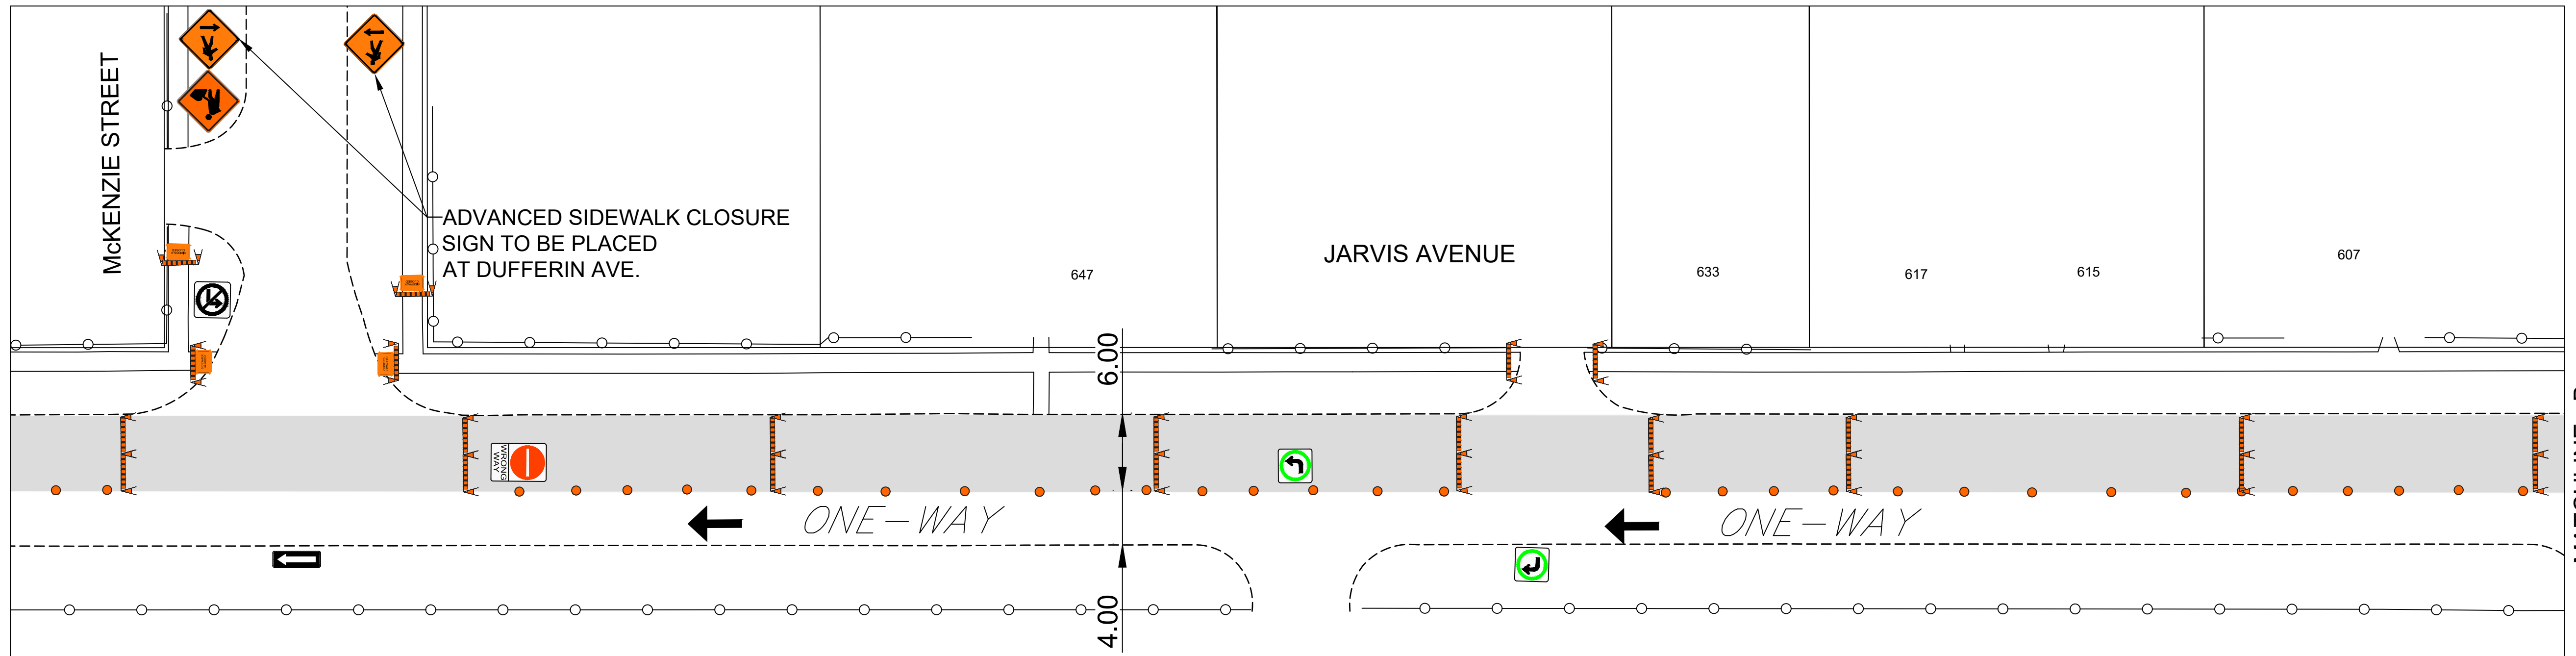 McKENZIE STREET
ADVANCED SIDEWALK CLOSURE
SIGN TO BE PLACED
AT DUFFERIN AVE.
647
JARVIS AVENUE
633
617
615
607
6.00
WRONG
WAY
ONE-WAY
ONE-WAY
4.00